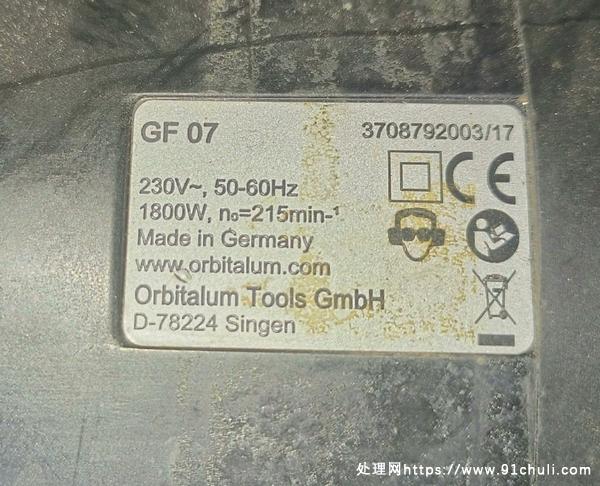 GF 07
3708792003/17
230V~, 50-60Hz
1800W, n₀=215min-¹
Made in Germany
www.orbitalum.com
Orbitalum Tools GmbH
D-78224 Singen
CE
处理网https://www.91chuli.com/